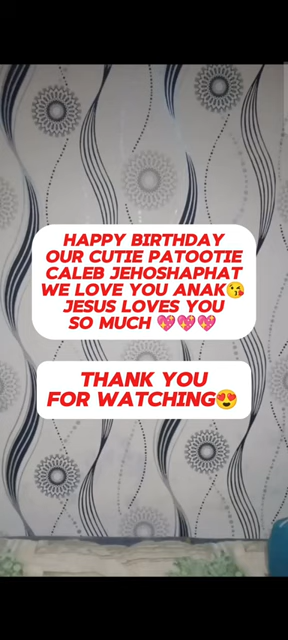 HAPPY BIRTHDAY
OUR CUTIE PATOOTIE
CALEB JEHOSHAPHAT
WE LOVE YOU ANAK😘
JESUS LOVES YOU
SO MUCH 💖💖💖
THANK YOU
FOR WATCHING😍